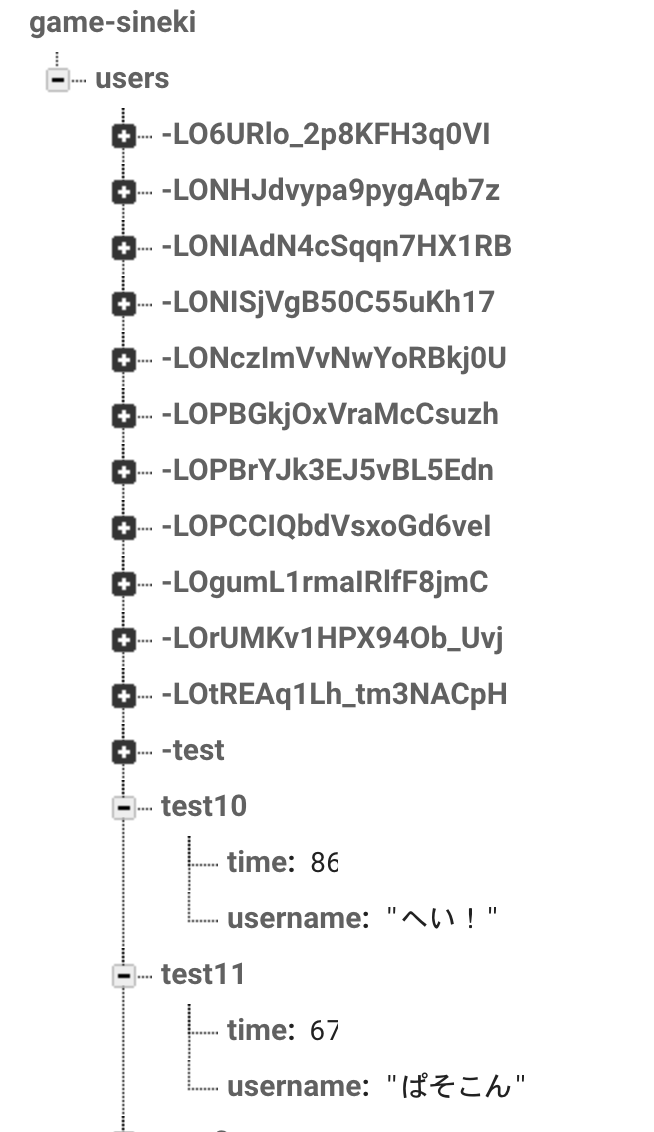 game-sineki
users
-LO6URlo_2p8KFH3q0VI
-LONHJdvypa9pygAqb7z
-LONIAdN4cSqqn7HX1RB
-LONISjVgB50C55uKh17
-LONczImVvNwYoRBkj0U
-LOPBGkjOxVraMcCsuzh
-LOPBrYJk3EJ5vBL5Edn
-LOPCCIQbdVsxoGd6veI
-LOgumL1rmaIRlfF8jmC
-LOrUMKv1HPX94Ob_Uvj
-LOtREAq1Lh_tm3NACpH
-test
test10
time: 86
username: "へい！"
test11
time: 67
username: "ぱそこん"